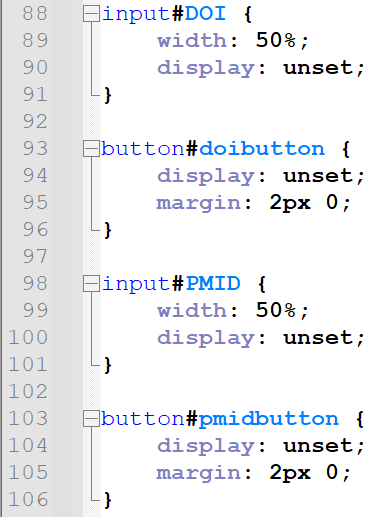 88 input#DOI {
89     width: 50%;
90     display: unset;
91 }
92
93 button#doibutton {
94     display: unset;
95     margin: 2px 0;
96 }
97
98 input#PMID {
99     width: 50%;
100     display: unset;
101 }
102
103 button#pmidbutton {
104     display: unset;
105     margin: 2px 0;
106 }